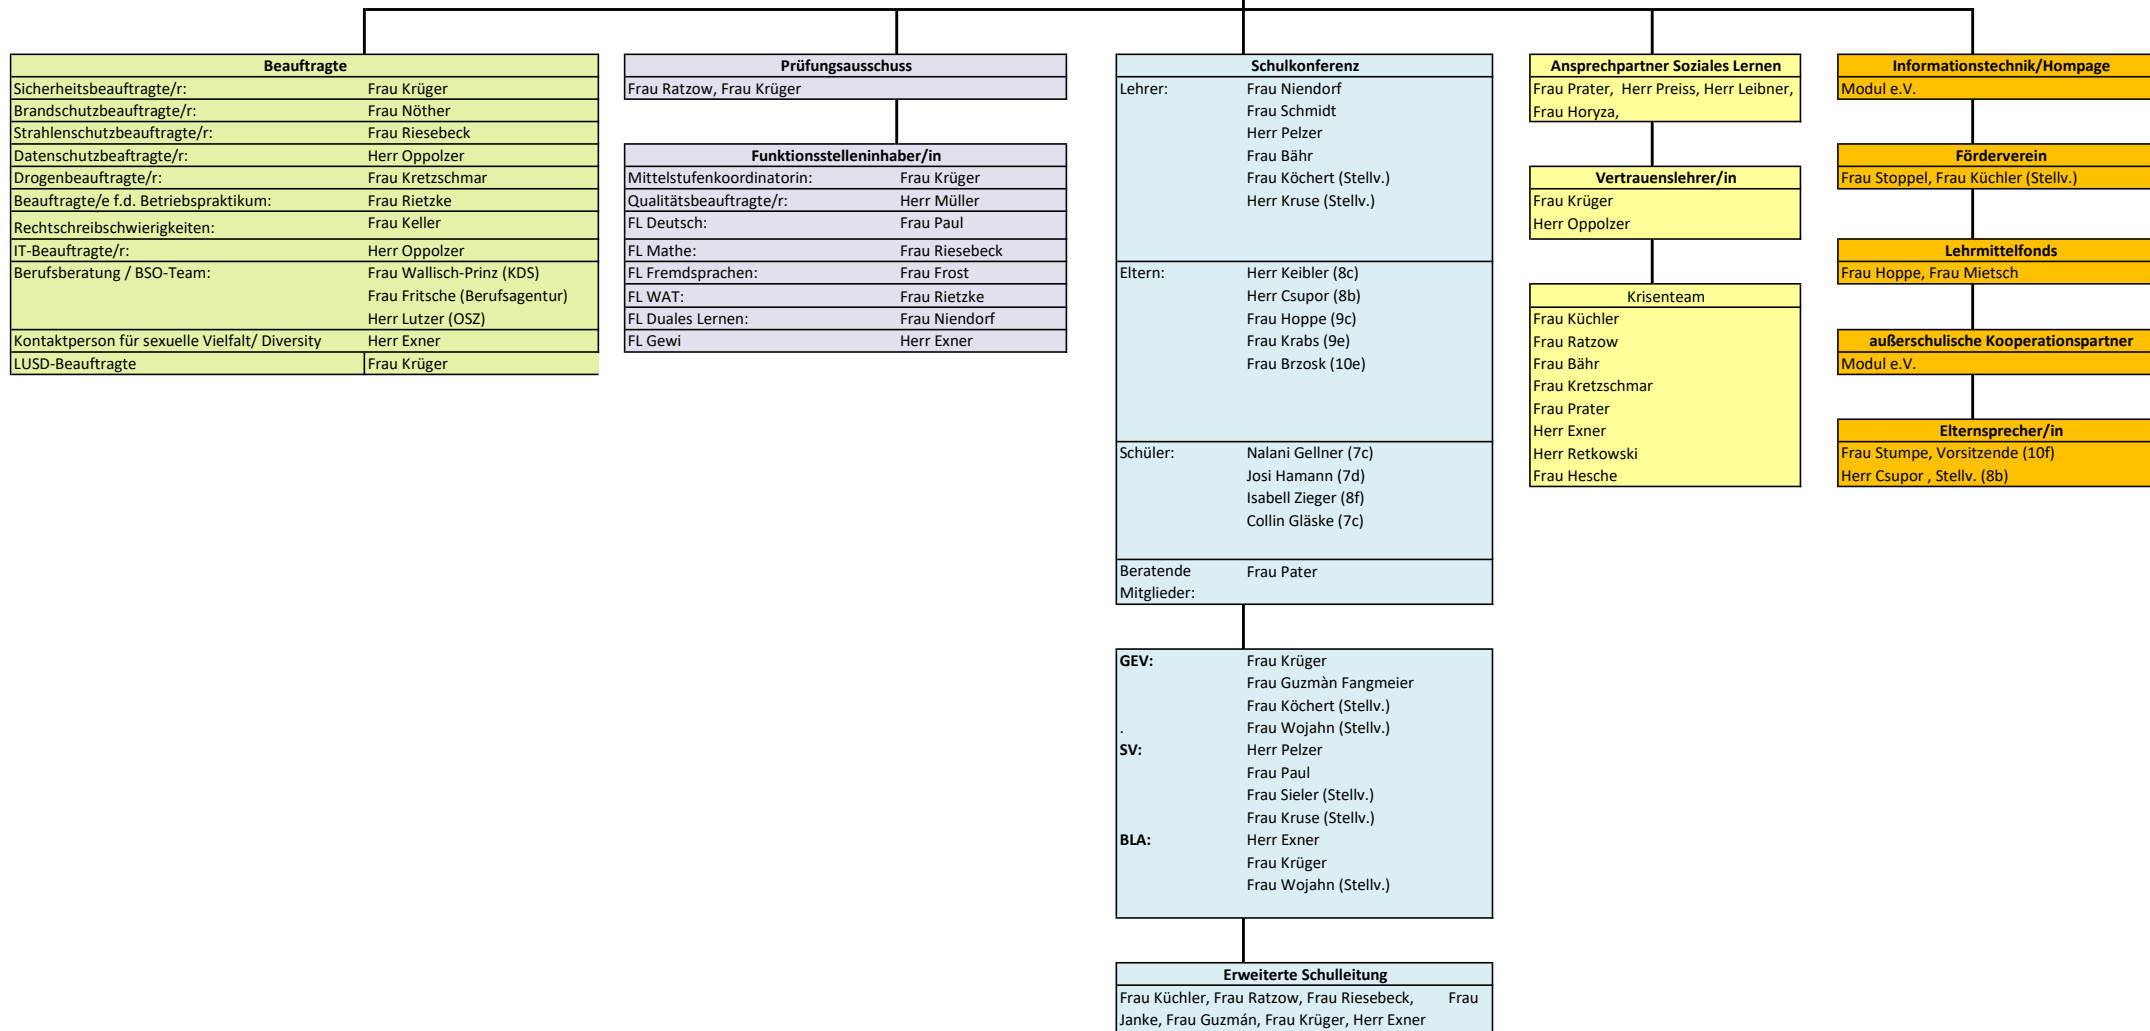 Beauftragte
Sicherheitsbeauftragte/r: Frau Krüger
Brandschutzbeauftragte/r: Frau Nöther
Strahlenschutzbeauftragte/r: Frau Riesebeck
Datenschutzbeaftragte/r: Herr Oppolzer
Drogenbeauftragte/r: Frau Kretzschmar
Beauftragte/e f.d. Betriebspraktikum: Frau Rietzke
Rechtschreibschwierigkeiten: Frau Keller
IT-Beauftragte/r: Herr Oppolzer
Berufsberatung / BSO-Team: Frau Wallisch-Prinz (KDS)
Frau Fritsche (Berufsagentur)
Herr Lutzer (OSZ)
Kontaktperson für sexuelle Vielfalt/ Diversity Herr Exner
LUSD-Beauftragte Frau Krüger
Prüfungsausschuss
Frau Ratzow, Frau Krüger
Funktionsstelleninhaber/in
Mittelstufenkoordinatorin: Frau Krüger
Qualitätsbeauftragte/r: Herr Müller
FL Deutsch: Frau Paul
FL Mathe: Frau Riesebeck
FL Fremdsprachen: Frau Frost
FL WAT: Frau Rietzke
FL Duales Lernen: Frau Niendorf
FL Gewi Herr Exner
Schulkonferenz
Lehrer: Frau Niendorf
Frau Schmidt
Herr Pelzer
Frau Bähr
Frau Köchert (Stellv.)
Herr Kruse (Stellv.)
Eltern: Herr Keibler (8c)
Herr Csupor (8b)
Frau Hoppe (9c)
Frau Krabs (9e)
Frau Brzosk (10e)
Schüler: Nalani Gellner (7c)
Josi Hamann (7d)
Isabell Zieger (8f)
Collin Gläske (7c)
Beratende Frau Pater
Mitglieder:
GEV: Frau Krüger
Frau Guzmàn Fangmeier
Frau Köchert (Stellv.)
. Frau Wojahn (Stellv.)
SV: Herr Pelzer
Frau Paul
Frau Sieler (Stellv.)
Frau Kruse (Stellv.)
BLA: Herr Exner
Frau Krüger
Frau Wojahn (Stellv.)
Erweiterte Schulleitung
Frau Küchler, Frau Ratzow, Frau Riesebeck, Frau
Janke, Frau Guzmán, Frau Krüger, Herr Exner
Ansprechpartner Soziales Lernen
Frau Prater, Herr Preiss, Herr Leibner,
Frau Horyza,
Vertrauenslehrer/in
Frau Krüger
Herr Oppolzer
Krisenteam
Frau Küchler
Frau Ratzow
Frau Bähr
Frau Kretzschmar
Frau Prater
Herr Exner
Herr Retkowski
Frau Hesche
Informationstechnik/Hompage
Modul e.V.
Förderverein
Frau Stoppel, Frau Küchler (Stellv.)
Lehrmittelfonds
Frau Hoppe, Frau Mietsch
außerschulische Kooperationspartner
Modul e.V.
Elternsprecher/in
Frau Stumpe, Vorsitzende (10f)
Herr Csupor , Stellv. (8b)